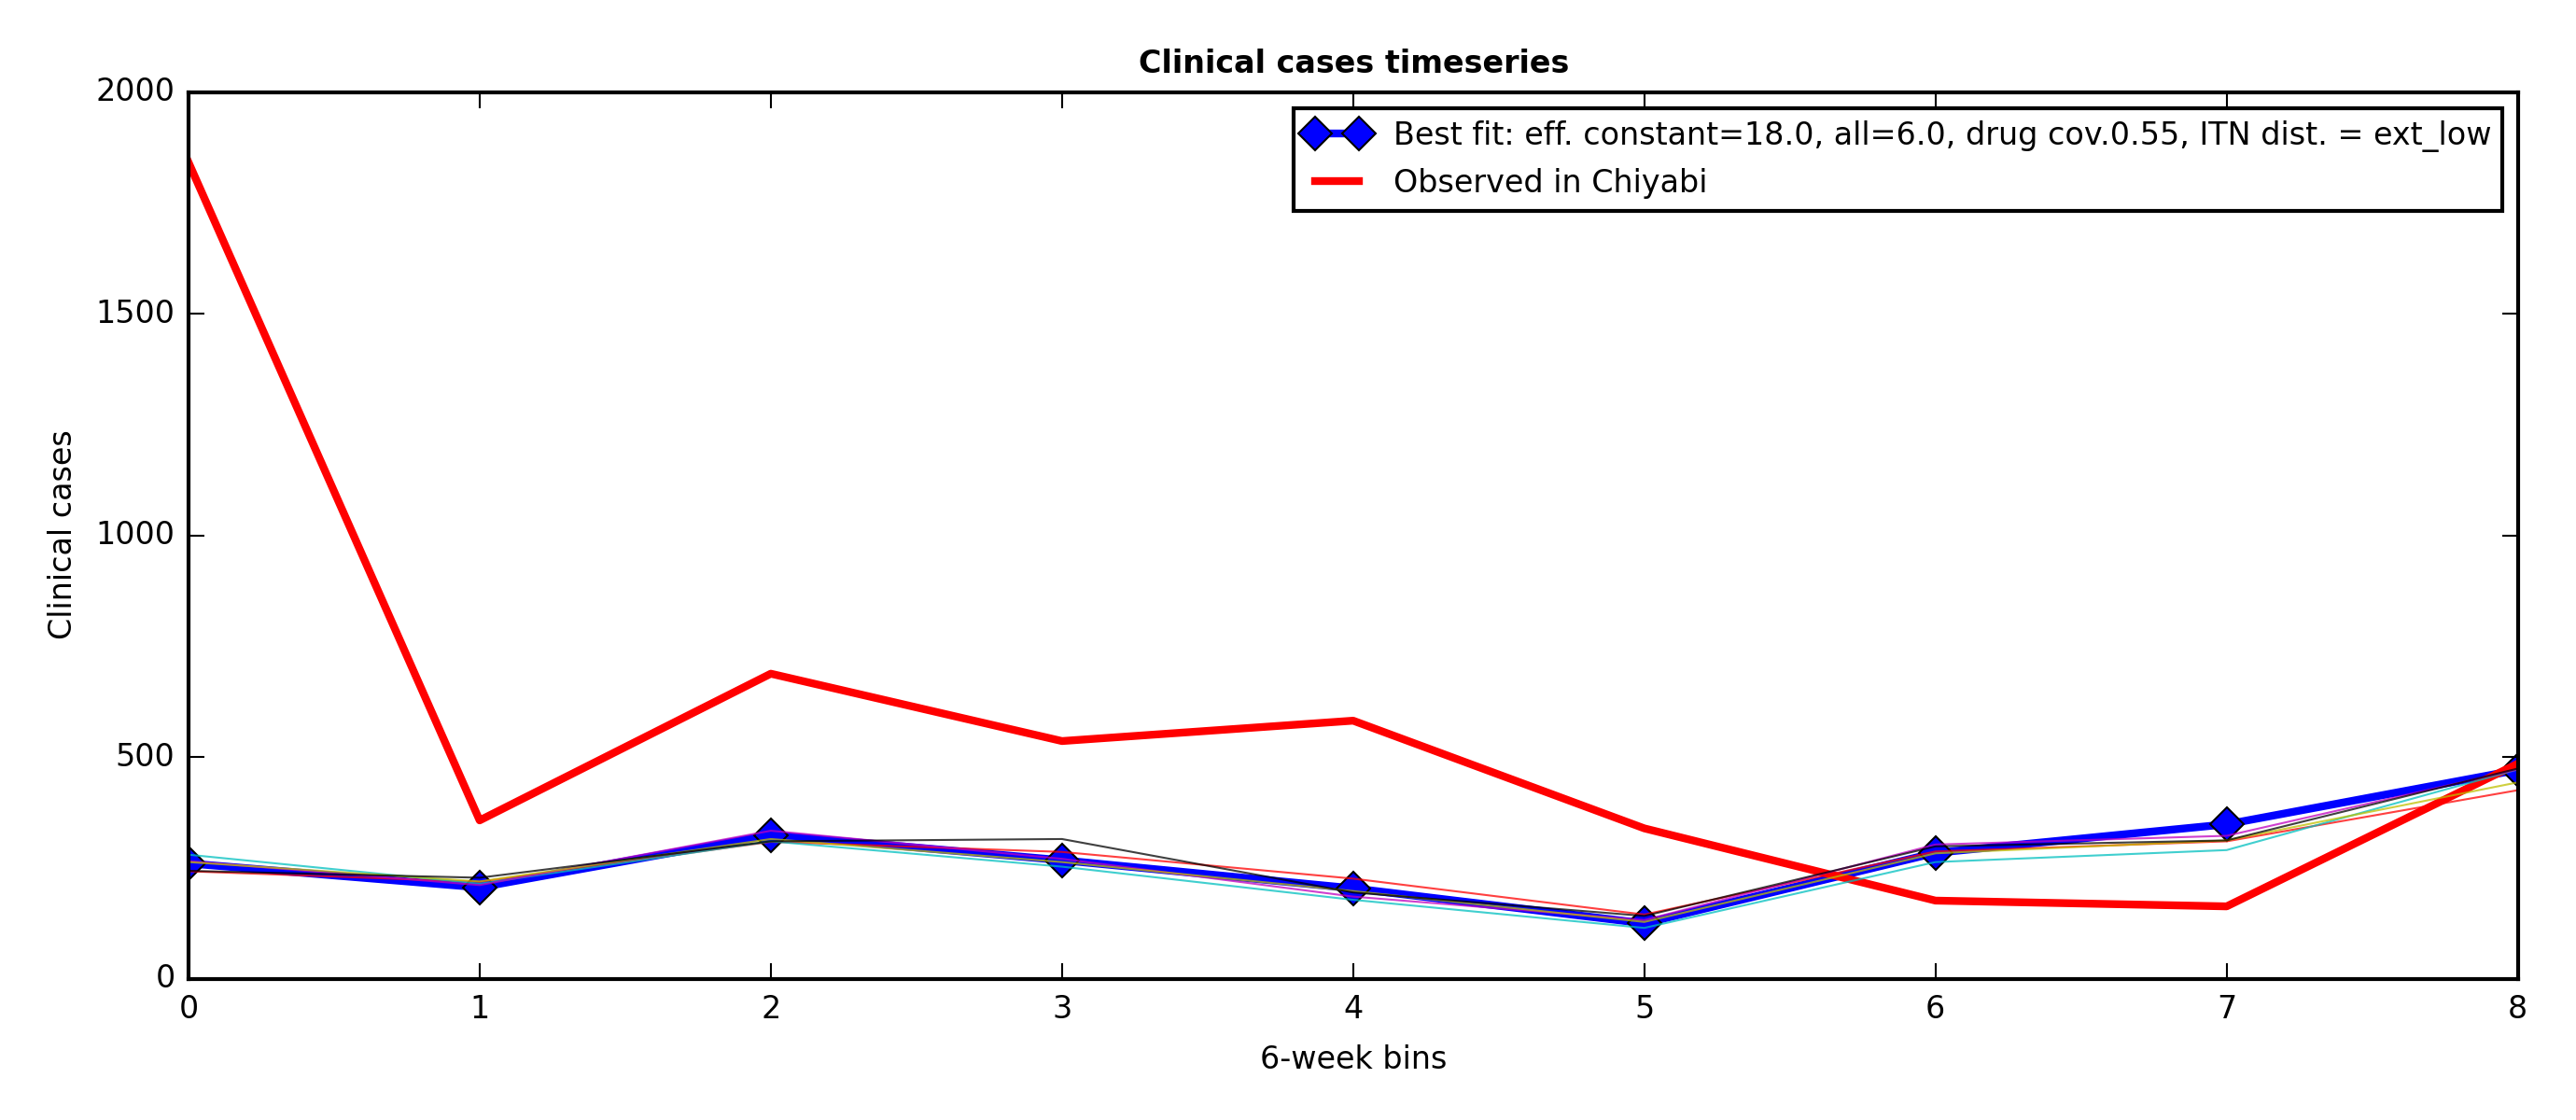 Clinical cases timeseries
2000
1500
1000
500
0
Clinical cases
Best fit: eff. constant=18.0, all=6.0, drug cov.0.55, ITN dist. = ext_low
Observed in Chiyabi
0 1 2 3 4 5 6 7 8
6-week bins